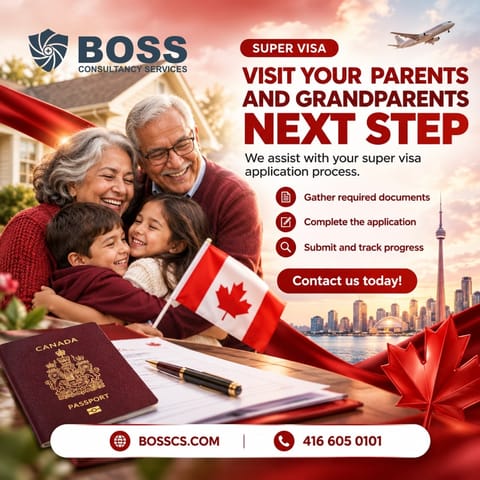 BOSS
CONSULTANCY SERVICES
SUPER VISA
VISIT YOUR PARENTS
AND GRANDPARENTS
NEXT STEP
We assist with your super visa
application process.
Gather required documents
Complete the application
Submit and track progress
Contact us today!
CANADA
PASSPORT
BOSSCS.COM
416 605 0101